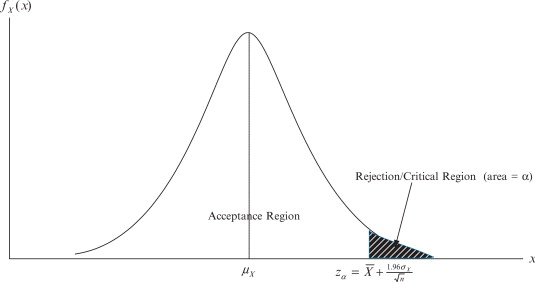 f_X(x)
Rejection/Critical Region (area = α)
Acceptance Region
x
μ_X
z_α = X̄ + 1.96σ_X/√n